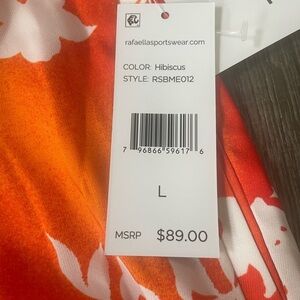 rafaellasportswear.com
COLOR: Hibiscus
STYLE: RSBME012
7 96866 59617 6
L
MSRP $89.00